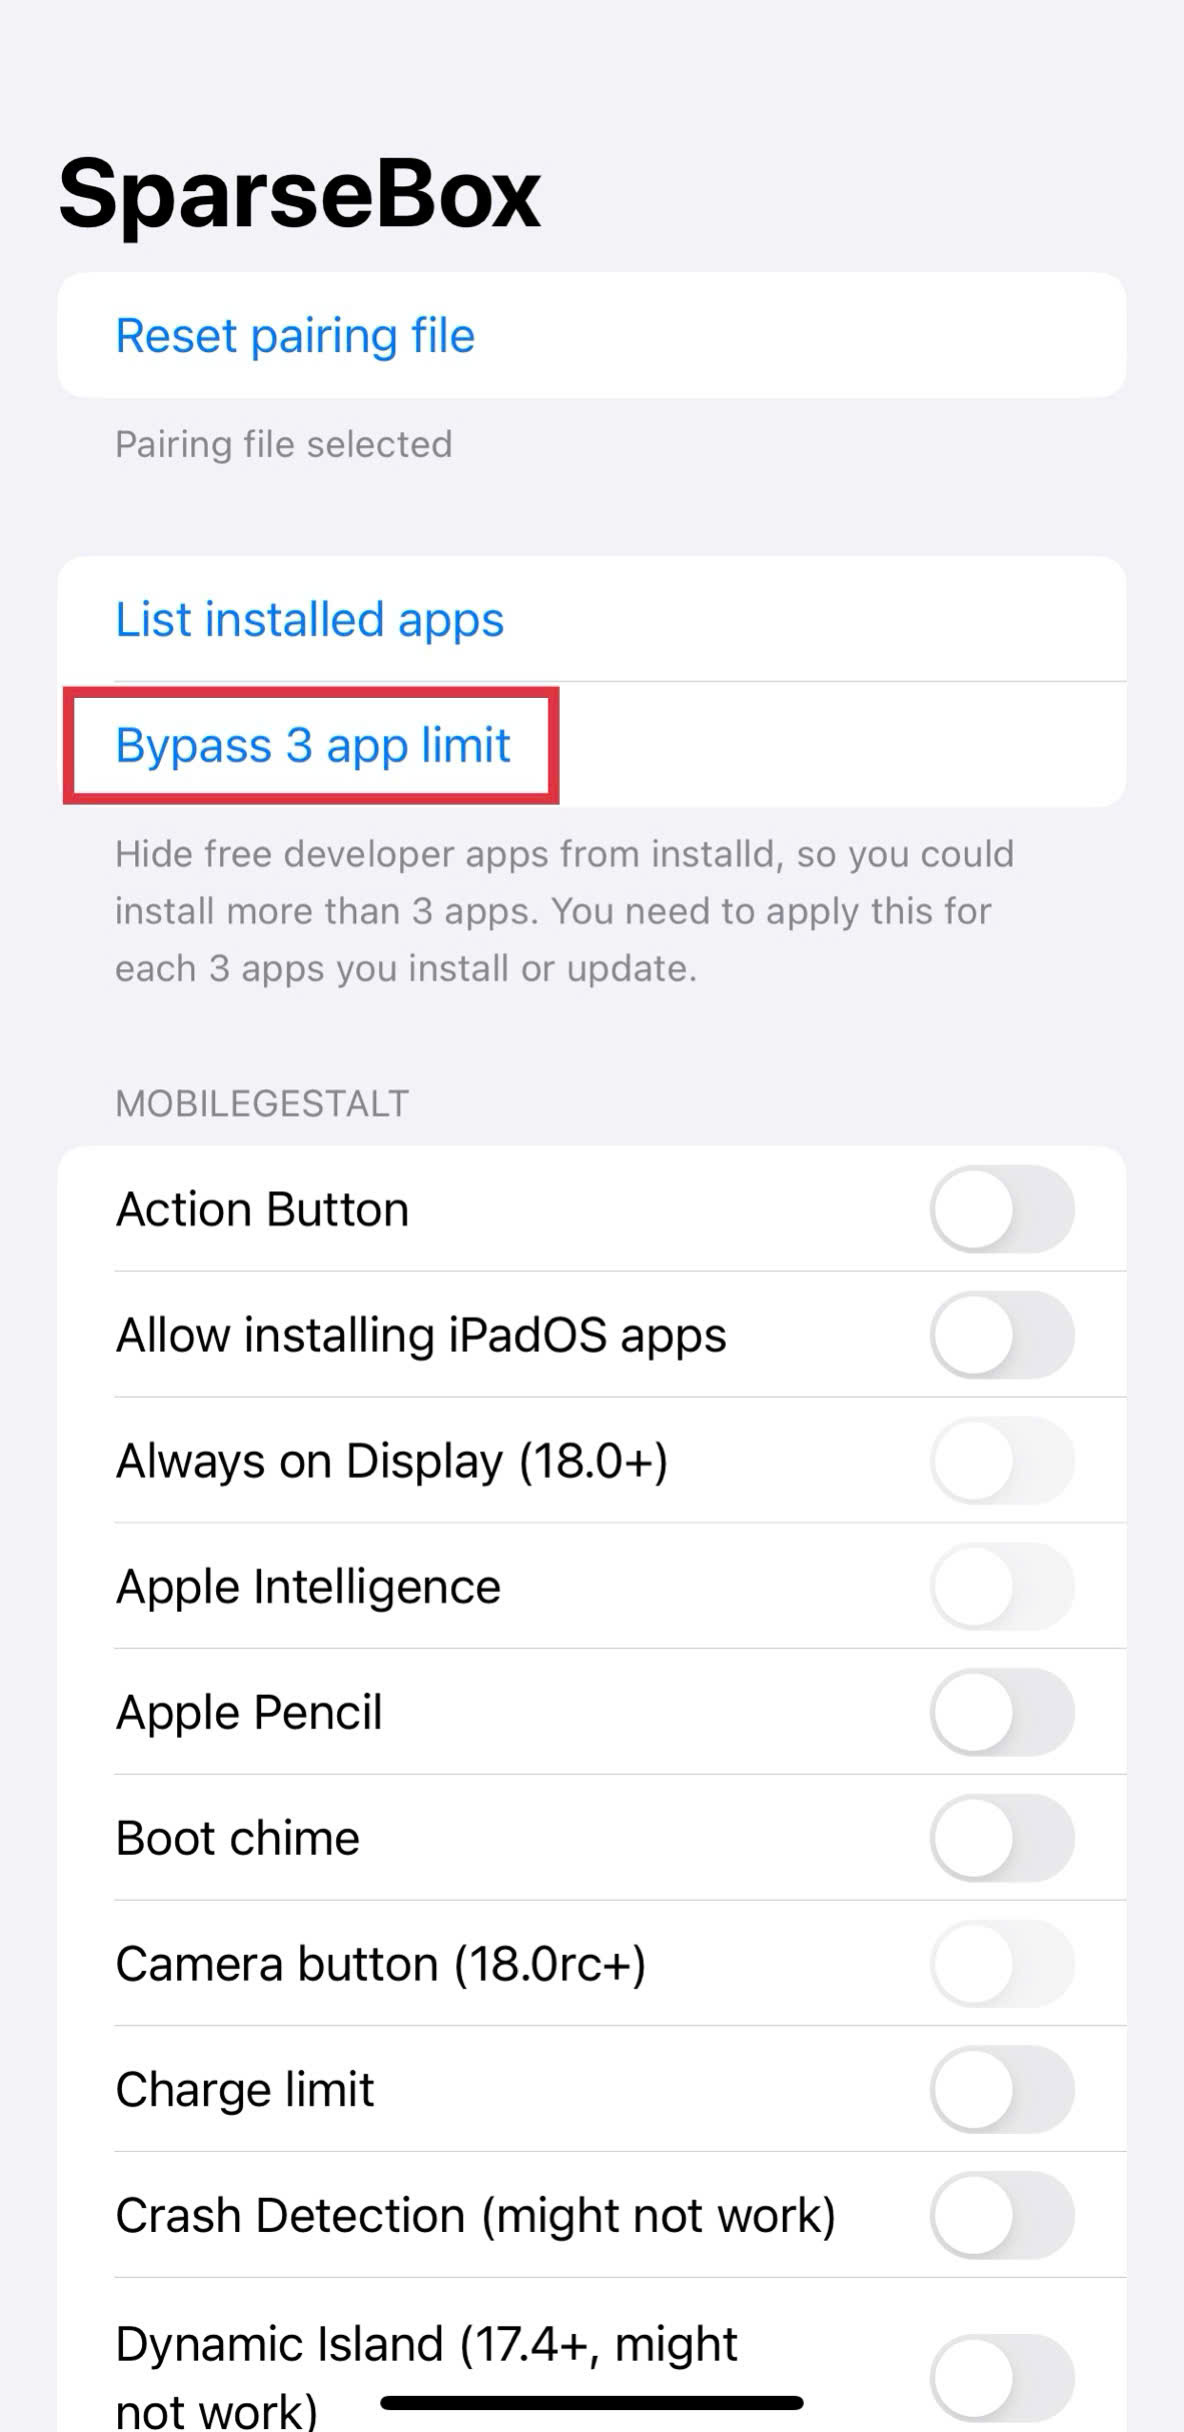 SparseBox
Reset pairing file
Pairing file selected
List installed apps
Bypass 3 app limit
Hide free developer apps from installd, so you could
install more than 3 apps. You need to apply this for
each 3 apps you install or update.
MOBILEGESTALT
Action Button
Allow installing iPadOS apps
Always on Display (18.0+)
Apple Intelligence
Apple Pencil
Boot chime
Camera button (18.0rc+)
Charge limit
Crash Detection (might not work)
Dynamic Island (17.4+, might
not work)